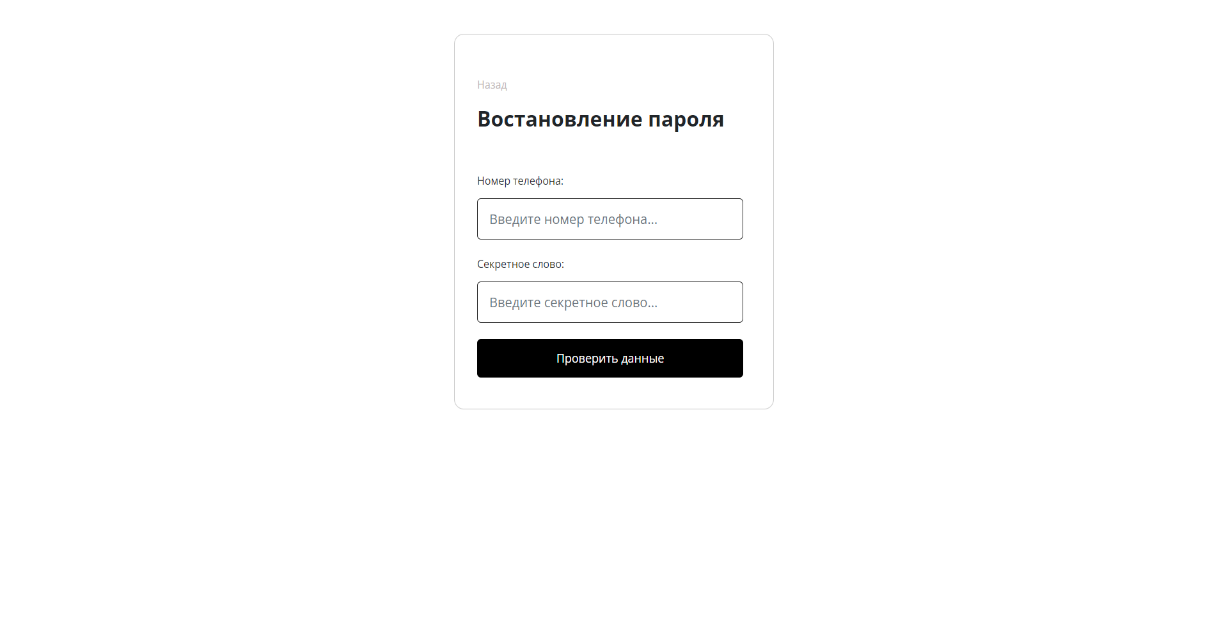 Назад
Востановление пароля
Номер телефона:
Введите номер телефона...
Секретное слово:
Введите секретное слово...
Проверить данные